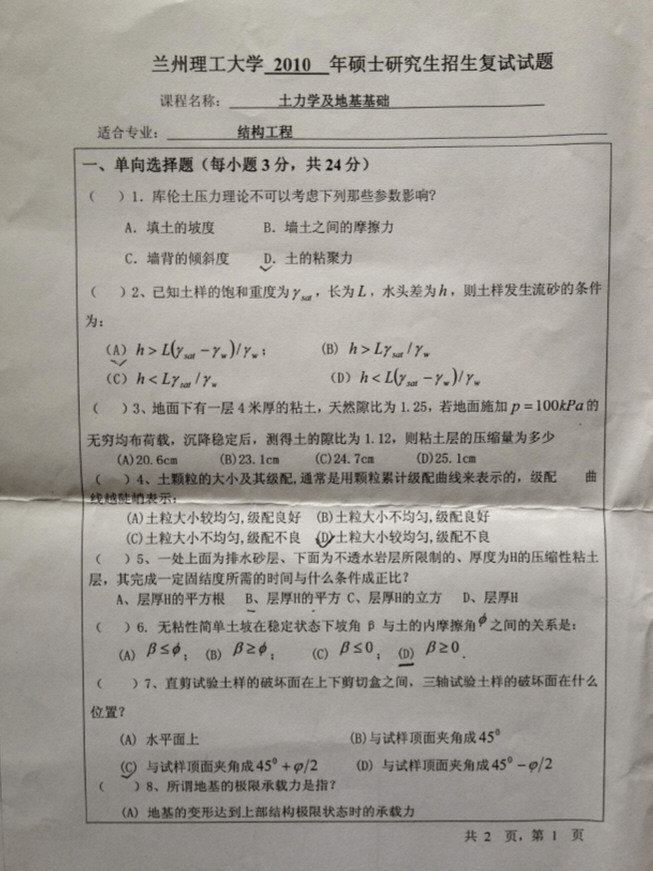 兰州理工大学 2010 年硕士研究生招生复试试题
课程名称： 土力学及地基基础
适合专业： 结构工程
一、单向选择题（每小题 3 分，共 24 分）
（ ）1．库伦土压力理论不可以考虑下列那些参数影响？
A．填土的坡度 B．墙土之间的摩擦力
C．墙背的倾斜度 D．土的粘聚力
（ ）2、已知土样的饱和重度为γsat，长为L，水头差为h，则土样发生流砂的条件
为：
（A）h＞L(γsat－γw)/γw； （B）h＞Lγsat/γw
（C）h＜Lγsat/γw （D）h＜L(γsat－γw)/γw
（ ）3、地面下有一层 4 米厚的粘土，天然隙比为 1.25，若地面施加 p＝100kPa 的
无穷均布荷载，沉降稳定后，测得土的隙比为 1.12，则粘土层的压缩量为多少
(A)20.6cm (B)23.1cm (C)24.7cm (D)25.1cm
（ ）4、土颗粒的大小及其级配,通常是用颗粒累计级配曲线来表示的，级配 曲
线越陡峭表示：
(A)土粒大小较均匀,级配良好 (B)土粒大小不均匀,级配良好
(C)土粒大小不均匀,级配不良 (D)土粒大小较均匀,级配不良
（ ）5、一处上面为排水砂层、下面为不透水岩层所限制的、厚度为H的压缩性粘土
层，其完成一定固结度所需的时间与什么条件成正比？
A、层厚H的平方根 B、层厚H的平方 C、层厚H的立方 D、层厚H
（ ）6. 无粘性简单土坡在稳定状态下坡角 β 与土的内摩擦角φ之间的关系是：
(A) β≤φ； (B) β≥φ； (C) β≤0； (D) β≥0．
（ ）7、直剪试验土样的破坏面在上下剪切盒之间，三轴试验土样的破坏面在什么
位置？
(A) 水平面上 (B)与试样顶面夹角成 45⁰
(C) 与试样顶面夹角成 45⁰＋φ/2 (D) 与试样顶面夹角成 45⁰－φ/2
（ ）8、所谓地基的极限承载力是指？
(A) 地基的变形达到上部结构极限状态时的承载力
共 2 页，第 1 页